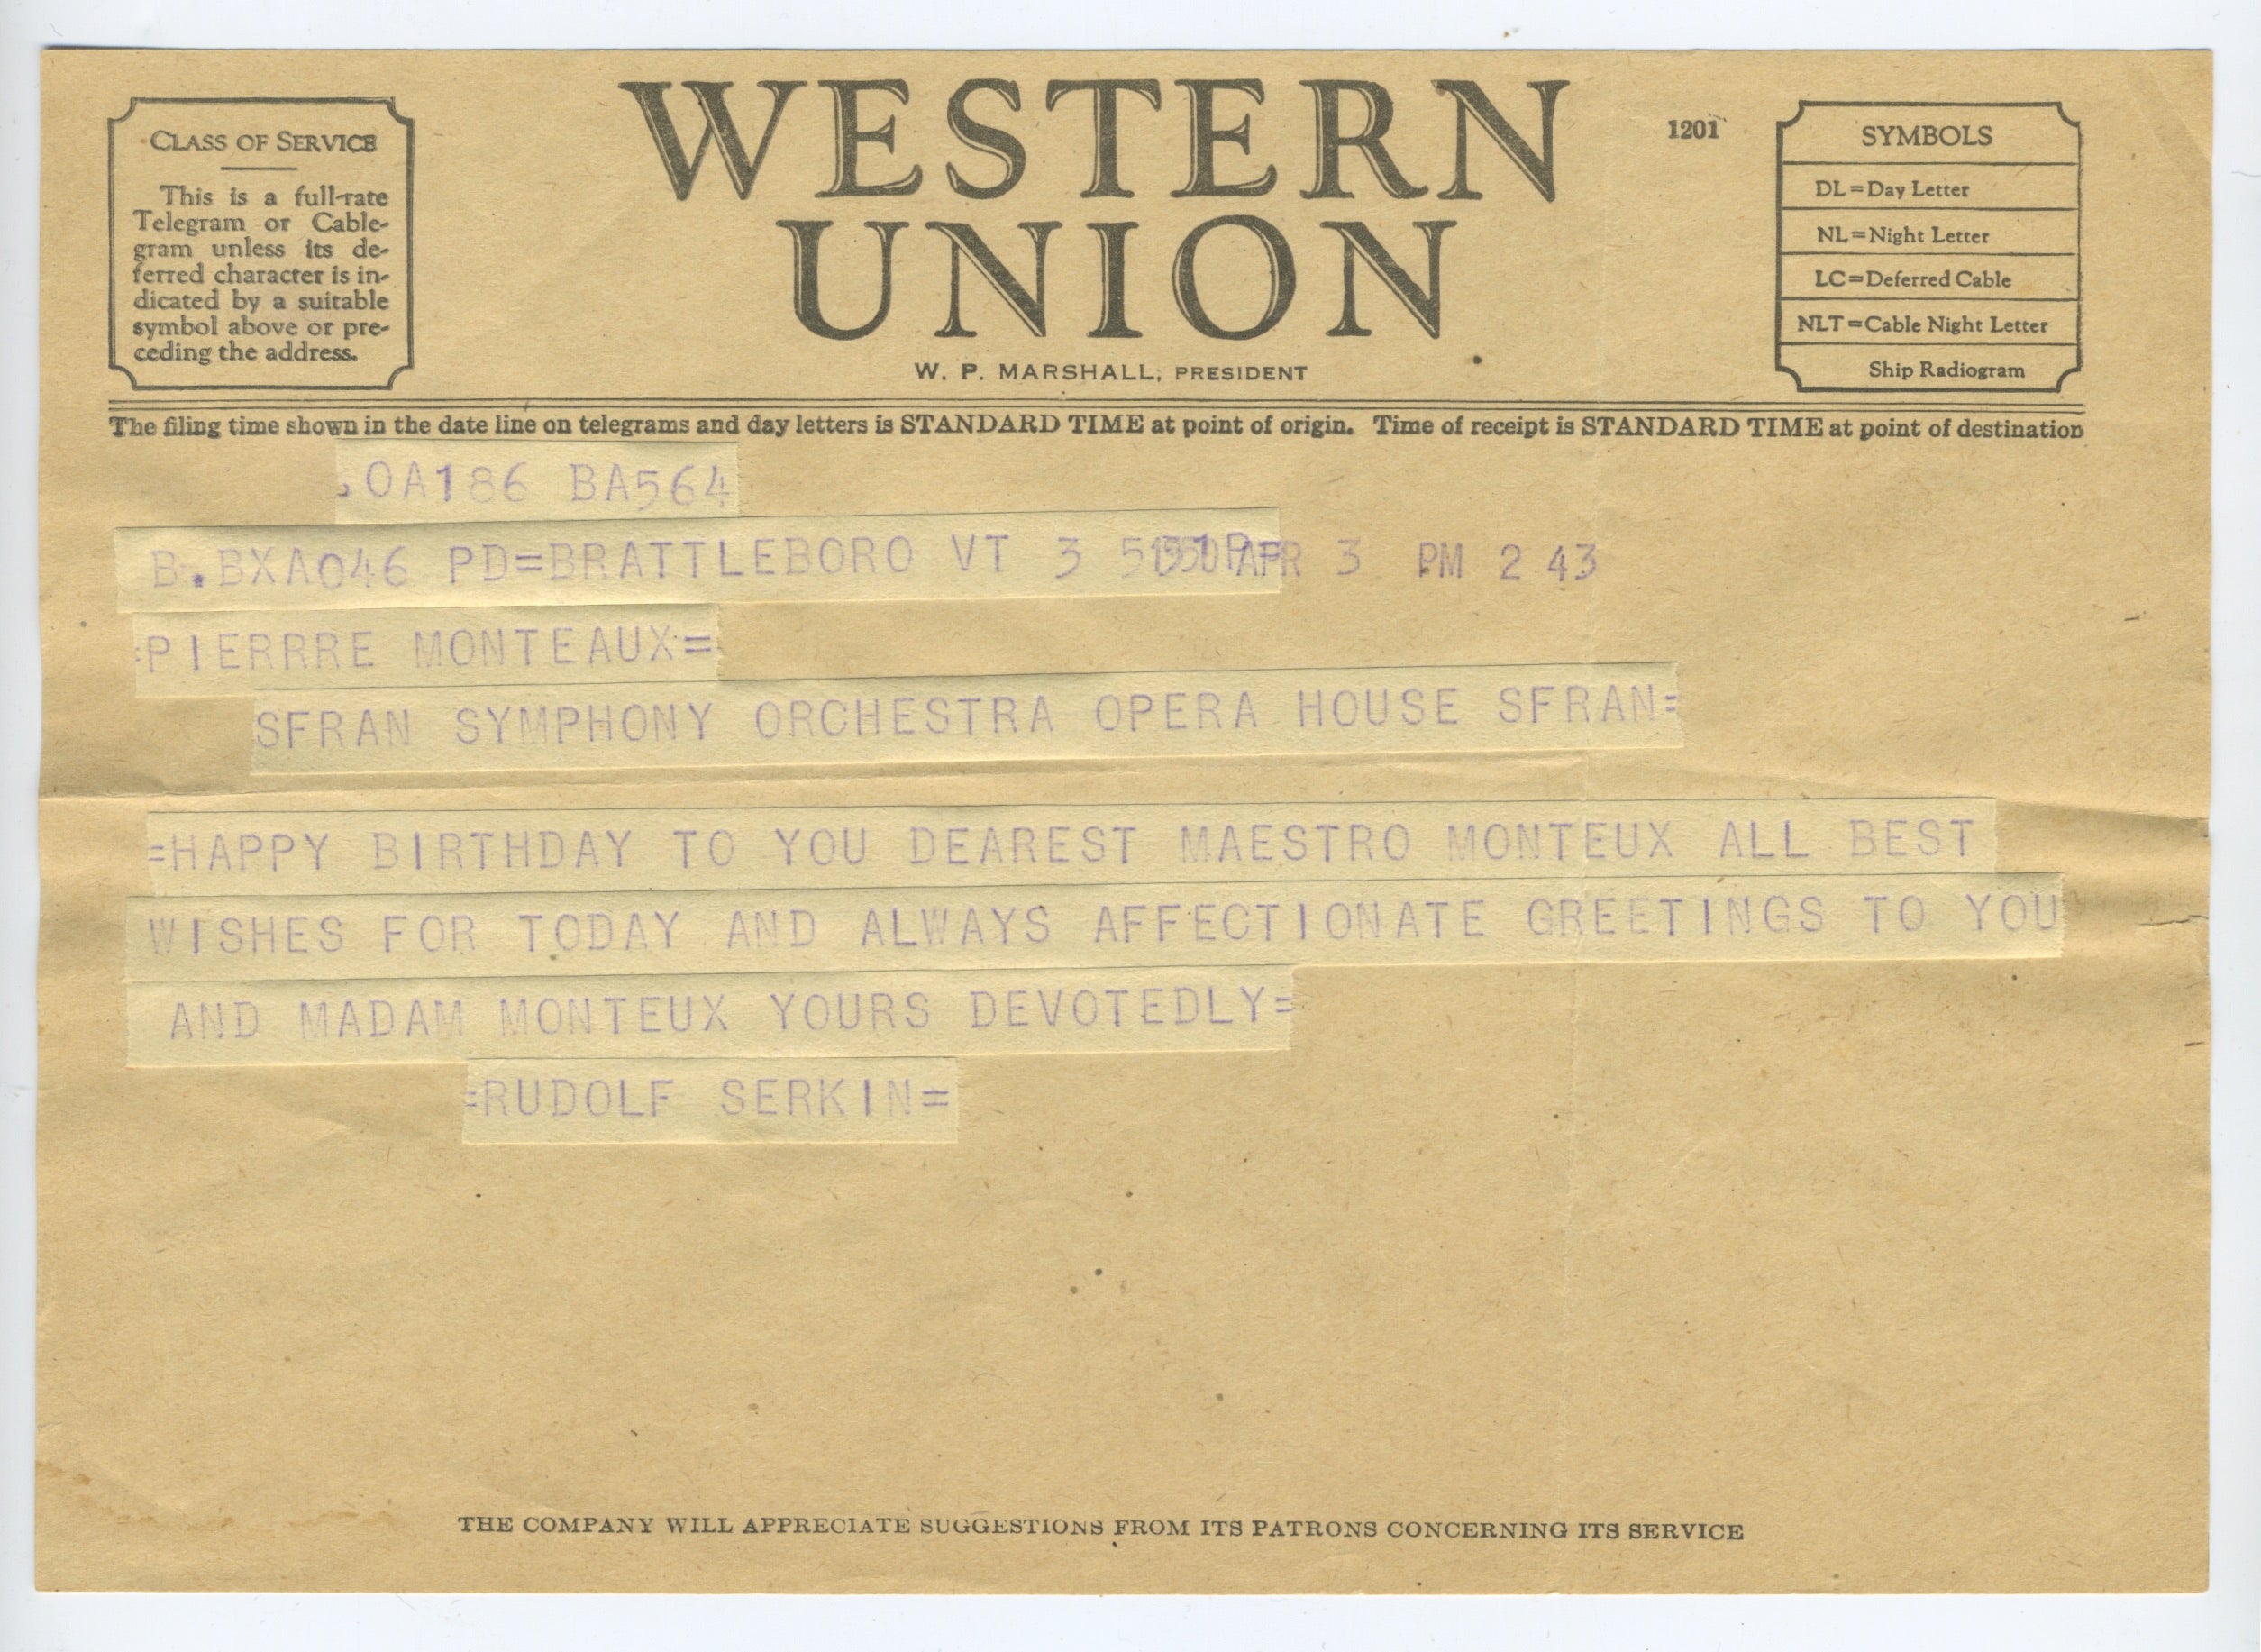 CLASS OF SERVICE
This is a full-rate
Telegram or Cable-
gram unless its de-
ferred character is in-
dicated by a suitable
symbol above or pre-
ceding the address.
WESTERN
UNION
W. P. MARSHALL, PRESIDENT
1201
SYMBOLS
DL=Day Letter
NL=Night Letter
LC=Deferred Cable
NLT=Cable Night Letter
Ship Radiogram
The filing time shown in the date line on telegrams and day letters is STANDARD TIME at point of origin. Time of receipt is STANDARD TIME at point of destination
.OA186 BA564
B.BXA046 PD=BRATTLEBORO VT 3 APR 3 PM 2 43
:PIERRRE MONTEAUX=
SFRAN SYMPHONY ORCHESTRA OPERA HOUSE SFRAN=
=HAPPY BIRTHDAY TO YOU DEAREST MAESTRO MONTEUX ALL BEST
WISHES FOR TODAY AND ALWAYS AFFECTIONATE GREETINGS TO YOU
AND MADAM MONTEUX YOURS DEVOTEDLY=
=RUDOLF SERKIN=
THE COMPANY WILL APPRECIATE SUGGESTIONS FROM ITS PATRONS CONCERNING ITS SERVICE